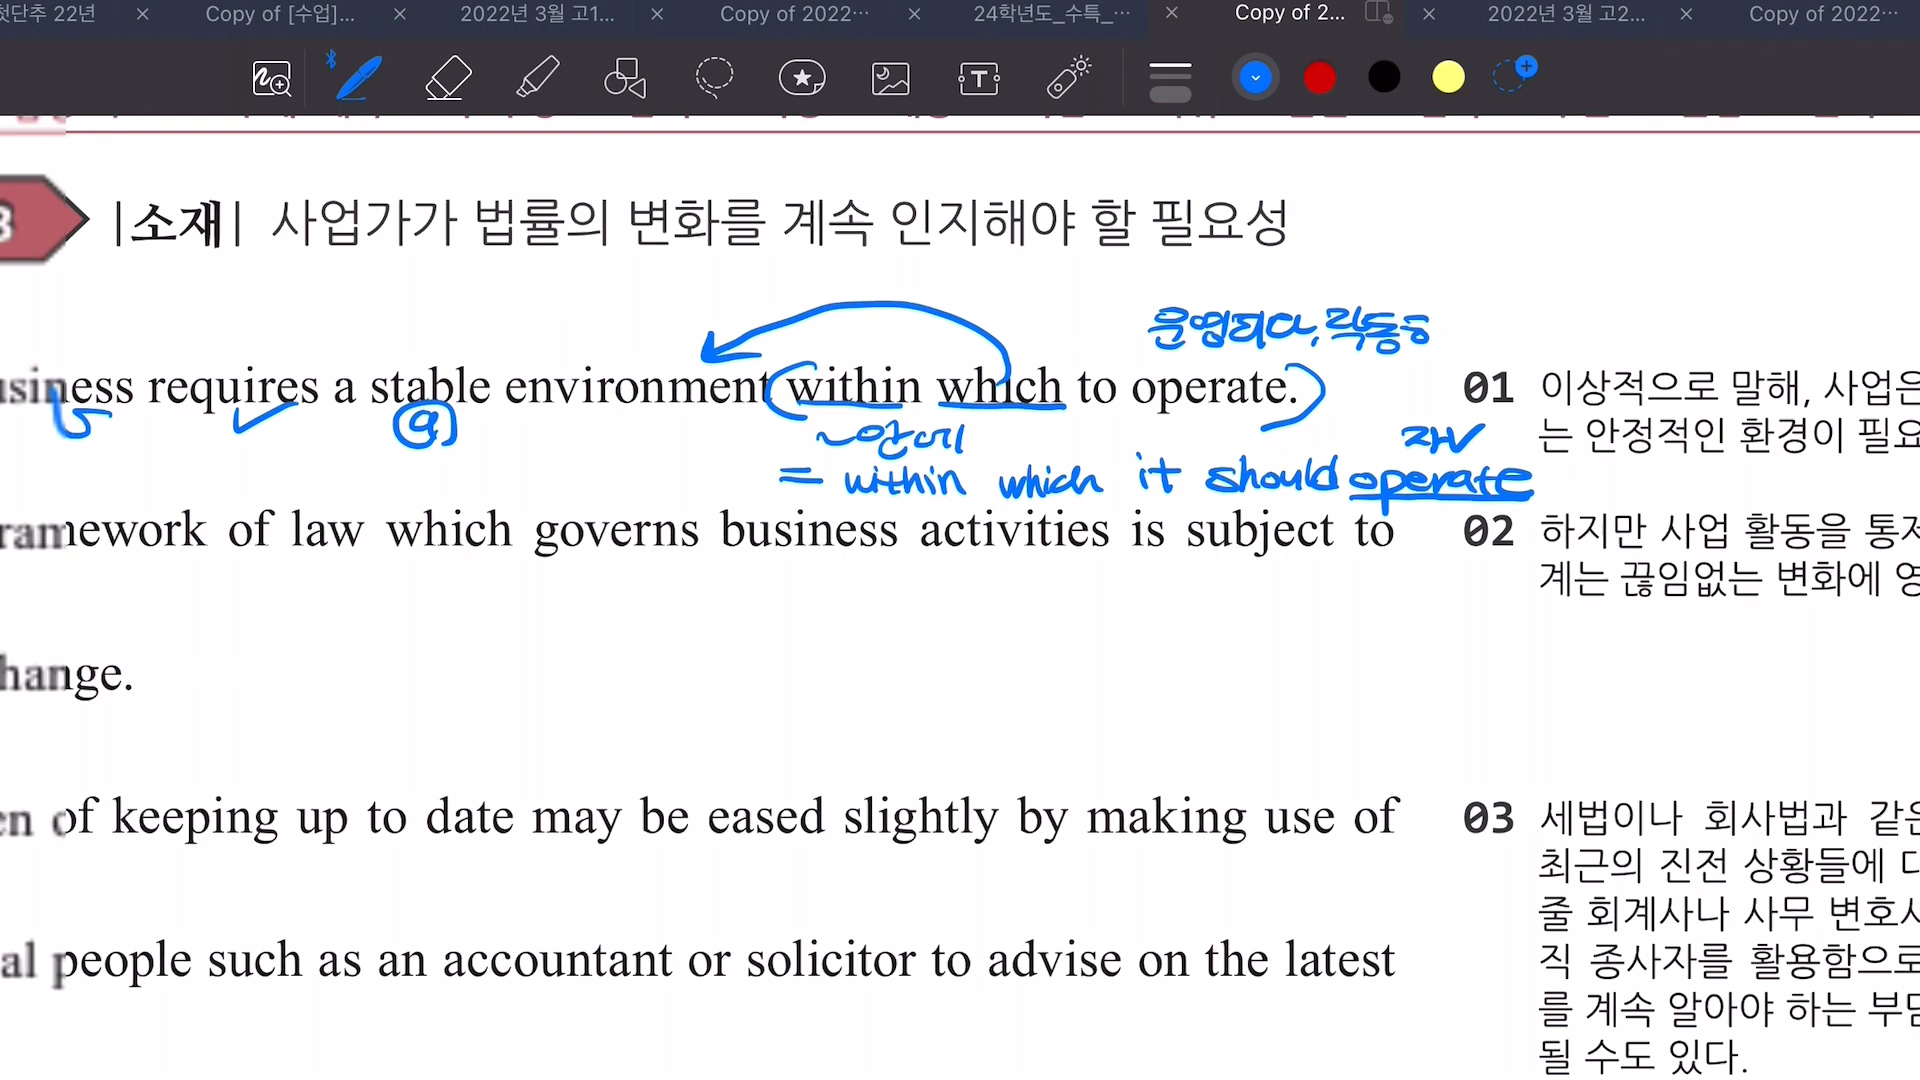 첫단추 22년
Copy of [수업]...
2022년 3월 고1...
Copy of 2022...
24학년도_수특_...
Copy of 2...
2022년 3월 고2...
Copy of 2022...
|소재| 사업가가 법률의 변화를 계속 인지해야 할 필요성
운영되다, 작동
usiness requires a stable environment within which to operate.
ⓐ
~안에
자V
= within which it should operate
01 이상적으로 말해, 사업은
는 안정적인 환경이 필요
ramework of law which governs business activities is subject to
02 하지만 사업 활동을 통제
계는 끊임없는 변화에 영
hange.
en of keeping up to date may be eased slightly by making use of
03 세법이나 회사법과 같은
최근의 진전 상황들에 대
al people such as an accountant or solicitor to advise on the latest
줄 회계사나 사무 변호사
직 종사자를 활용함으로
를 계속 알아야 하는 부담
될 수도 있다.